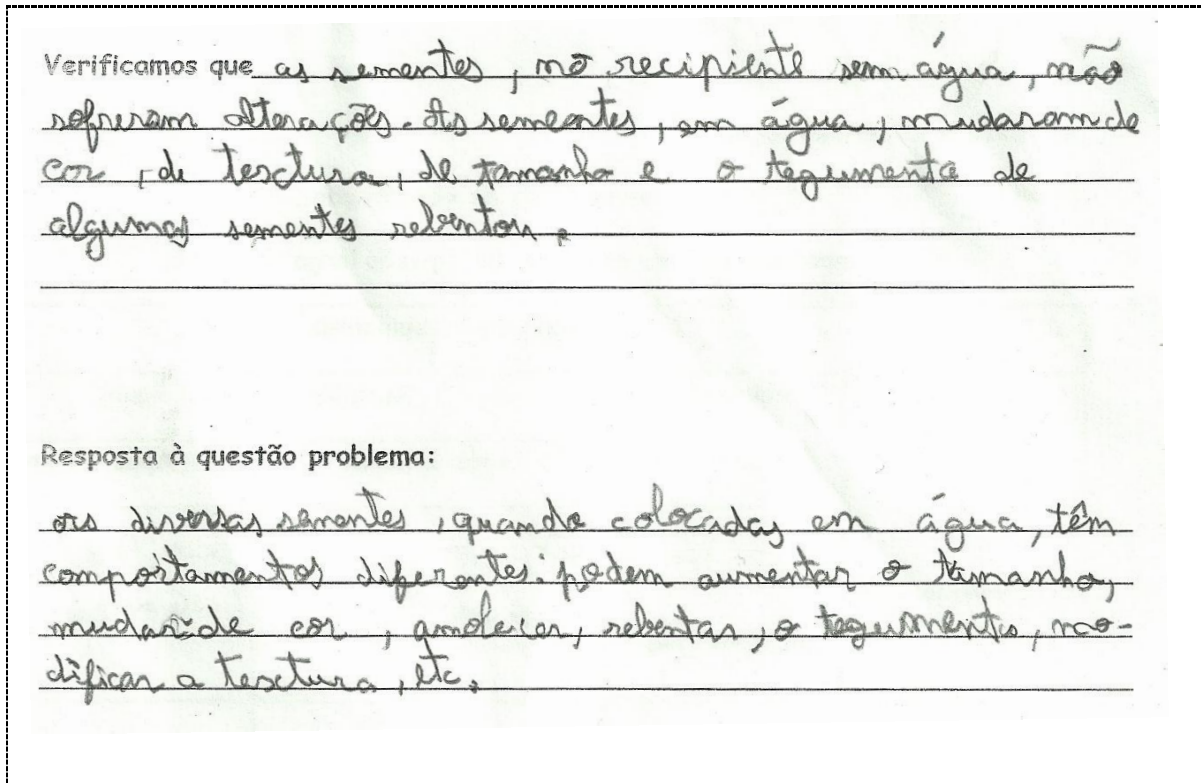 Verificamos que as sementes, no recipiente sem água, não
sofreram alterações. As sementes, em água, mudaram de
cor, de tesctura, de tamanho e o tegumento de
algumas sementes rebentou.
Resposta à questão problema:
as diversas sementes, quando colocadas em água, têm
comportamentos diferentes: podem aumentar o tamanho,
mudar de cor, amolecer, rebentar, o tegumento, mo-
dificar a tesctura, etc.